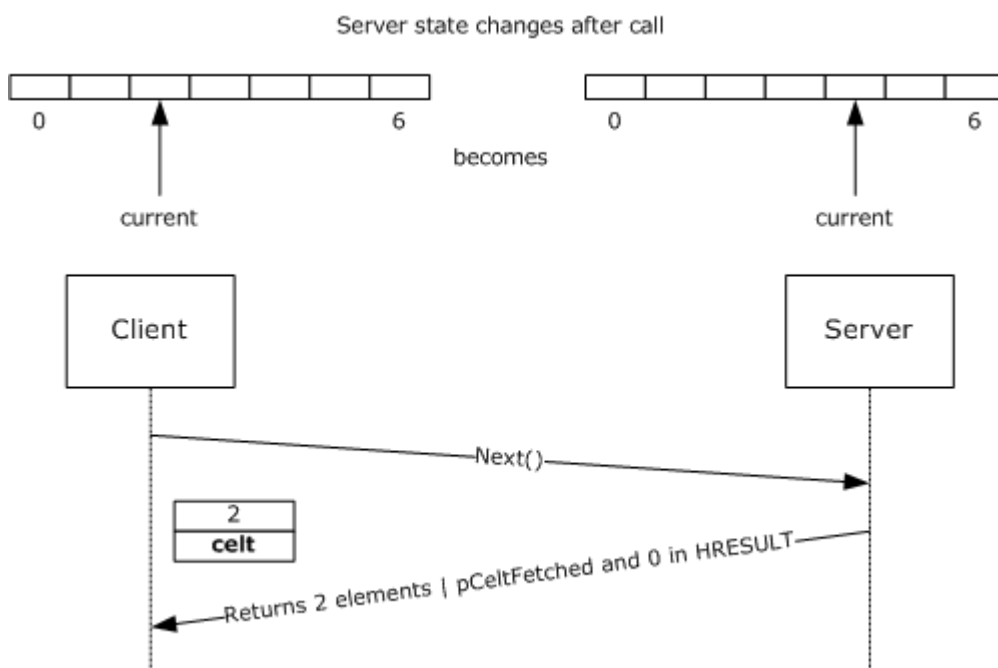 Server state changes after call
0 6 0 6
becomes
current current
Client Server
Next()
2
celt
Returns 2 elements | pCeltFetched and 0 in HRESULT